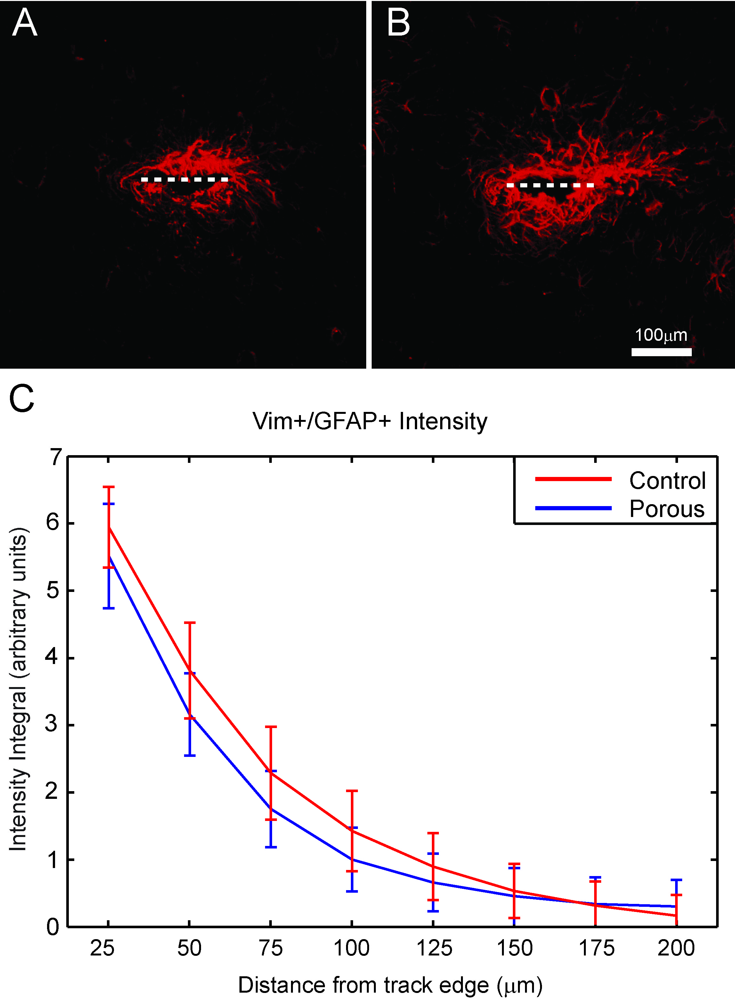 A
B
100μm
C
Vim+/GFAP+ Intensity
Control
Porous
7
6
5
4
3
2
1
0
Intensity Integral (arbitrary units)
25 50 75 100 125 150 175 200
Distance from track edge (μm)